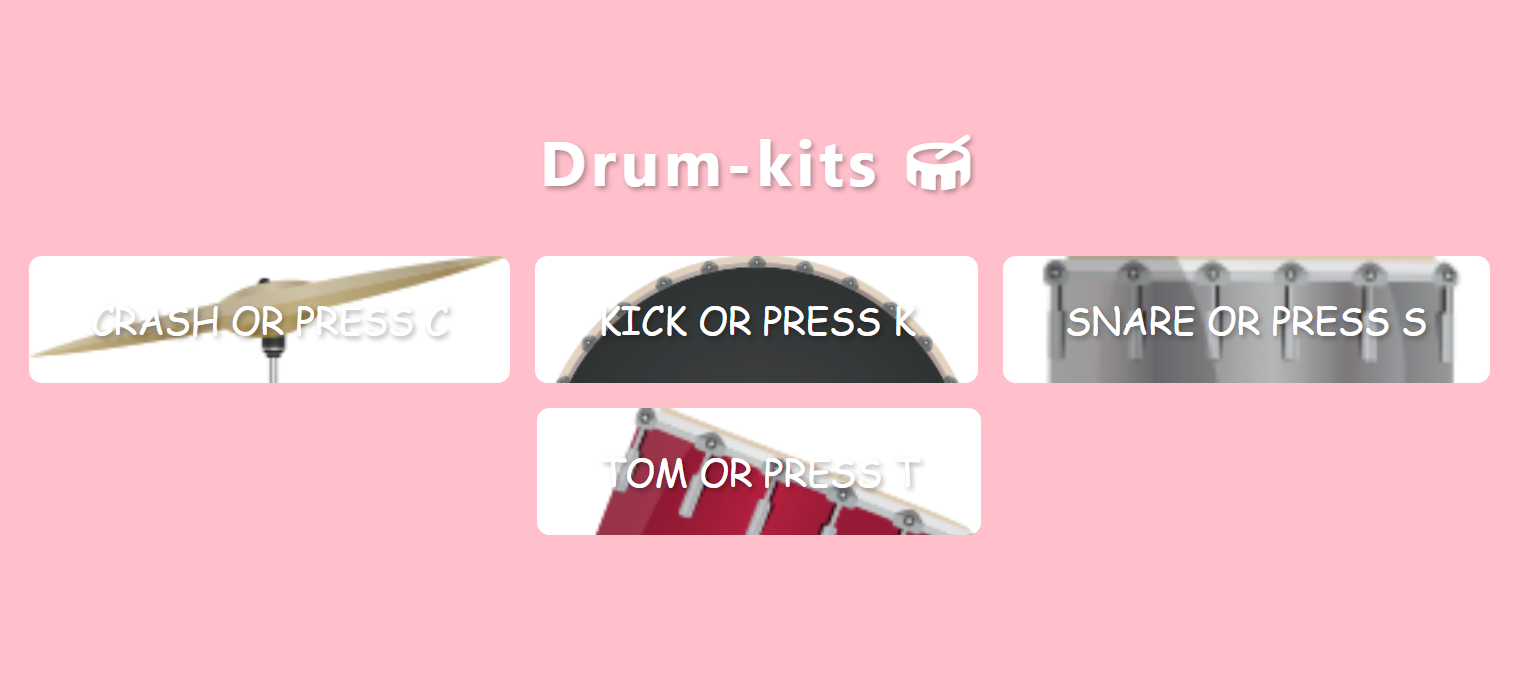 Drum-kits
CRASH OR PRESS C
KICK OR PRESS K
SNARE OR PRESS S
TOM OR PRESS T